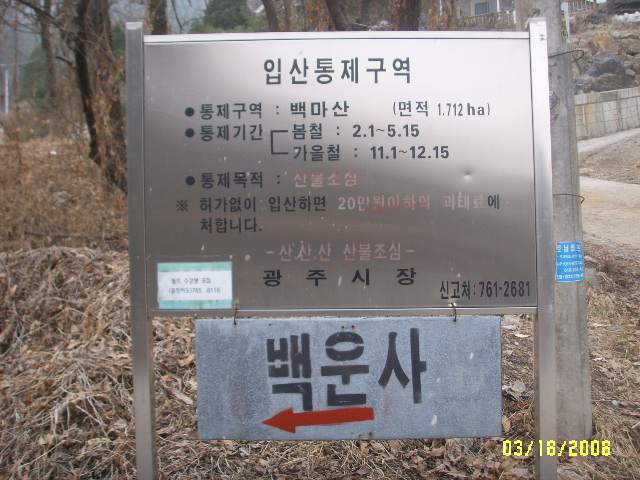 입산통제구역
● 통제구역 : 백마산 (면적 1.712 ha)
● 통제기간 봄철 : 2.1~5.15
가을철 : 11.1~12.15
● 통제목적 : 산불조심
※ 허가없이 입산하면 20만원이하의 과태료에
처합니다.
- 산,산,산 산불조심 -
광주시장
신고처 : 761-2681
백운사
03/18/2008